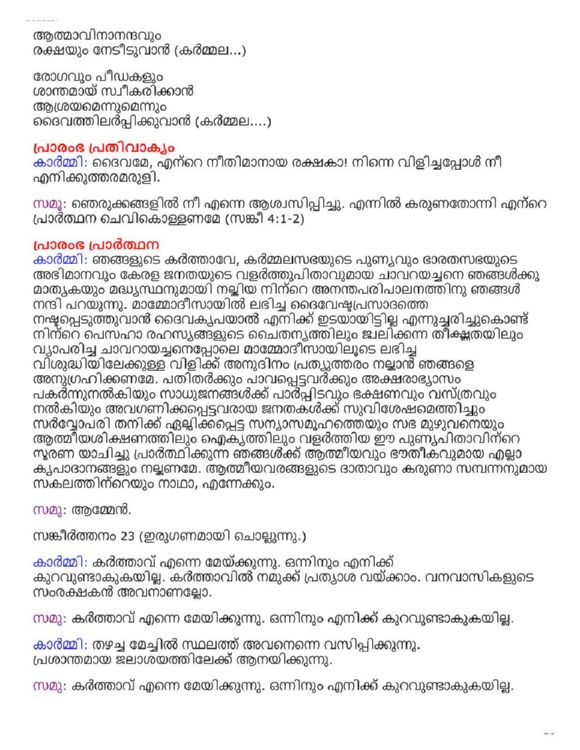 ആത്മാവിനാനന്ദവും
രക്ഷയും നേടീടുവാൻ (കർമ്മല...)
രോഗവും പീഡകളും
ശാന്തമായ് സ്വീകരിക്കാൻ
ആശ്രയമെന്നുമെന്നും
ദൈവത്തിലർപ്പിക്കുവാൻ (കർമ്മല....)
പ്രാരംഭ പ്രതിവാക്യം
കാർമ്മി: ദൈവമേ, എന്റെ നീതിമാനായ രക്ഷകാ! നിന്നെ വിളിച്ചപ്പോൾ നീ
എനിക്കുത്തരമരുളി.
സമൂ: ഞെരുക്കങ്ങളിൽ നീ എന്നെ ആശ്വസിപ്പിച്ചു. എന്നിൽ കരുണതോന്നി എന്റെ
പ്രാർത്ഥന ചെവികൊള്ളണമേ (സങ്കീ 4:1-2)
പ്രാരംഭ പ്രാർത്ഥന
കാർമ്മി: ഞങ്ങളുടെ കർത്താവേ, കർമ്മലസഭയുടെ പുണ്യവും ഭാരതസഭയുടെ
അഭിമാനവും കേരള ജനതയുടെ വളർത്തുപിതാവുമായ ചാവറയച്ചനെ ഞങ്ങൾക്കു
മാതൃകയും മദ്ധ്യസ്ഥനുമായി നല്കിയ നിന്റെ അനന്തപരിപാലനത്തിനു ഞങ്ങൾ
നന്ദി പറയുന്നു. മാമ്മോദീസായിൽ ലഭിച്ച ദൈവേഷ്ടപ്രസാദത്തെ
നഷ്ടപ്പെടുത്തുവാൻ ദൈവകൃപയാൽ എനിക്ക് ഇടയായിട്ടില്ല എന്നുച്ചരിച്ചുകൊണ്ട്
നിന്റെ പെസഹാ രഹസ്യങ്ങളുടെ ചൈതന്യത്തിലും ജ്വലിക്കുന്ന തീക്ഷ്ണതയിലും
വ്യാപരിച്ച ചാവറയച്ചനെപ്പോലെ മാമ്മോദീസായിലൂടെ ലഭിച്ച
വിശുദ്ധിയിലേക്കുള്ള വിളിക്ക് അനുദിനം പ്രത്യുത്തരം നല്കാൻ ഞങ്ങളെ
അനുഗ്രഹിക്കണമേ. പതിതർക്കും പാവപ്പെട്ടവർക്കും അക്ഷരാഭ്യാസം
പകർന്നുനൽകിയും സാധുജനങ്ങൾക്ക് പാർപ്പിടവും ഭക്ഷണവും വസ്ത്രവും
നൽകിയും അവഗണിക്കപ്പെട്ടവരായ ജനതകൾക്ക് സുവിശേഷമെത്തിച്ചും
സർവ്വോപരി തനിക്ക് ഏല്പിക്കപ്പെട്ട സന്യാസമൂഹത്തെയും സഭ മുഴുവനെയും
ആത്മീയശിക്ഷണത്തിലും ഐക്യത്തിലും വളർത്തിയ ഈ പുണ്യപിതാവിന്റെ
സ്മരണ യാചിച്ചു പ്രാർത്ഥിക്കുന്ന ഞങ്ങൾക്ക് ആത്മീയവും ഭൗതീകവുമായ എല്ലാ
കൃപാദാനങ്ങളും നല്കണമേ. ആത്മീയവരങ്ങളുടെ ദാതാവും കരുണാ സമ്പന്നനുമായ
സകലത്തിന്റെയും നാഥാ, എന്നേക്കും.
സമൂ: ആമ്മേൻ.
സങ്കീർത്തനം 23 (ഇരുഗണമായി ചൊല്ലുന്നു.)
കാർമ്മി: കർത്താവ് എന്നെ മേയ്ക്കുന്നു. ഒന്നിനും എനിക്ക്
കുറവുണ്ടാകുകയില്ല. കർത്താവിൽ നമുക്ക് പ്രത്യാശ വയ്ക്കാം. വനവാസികളുടെ
സംരക്ഷകൻ അവനാണല്ലോ.
സമൂ: കർത്താവ് എന്നെ മേയിക്കുന്നു. ഒന്നിനും എനിക്ക് കുറവുണ്ടാകുകയില്ല.
കാർമ്മി: തഴച്ച മേച്ചിൽ സ്ഥലത്ത് അവനെന്നെ വസിപ്പിക്കുന്നു.
പ്രശാന്തമായ ജലാശയത്തിലേക്ക് ആനയിക്കുന്നു.
സമൂ: കർത്താവ് എന്നെ മേയിക്കുന്നു. ഒന്നിനും എനിക്ക് കുറവുണ്ടാകുകയില്ല.